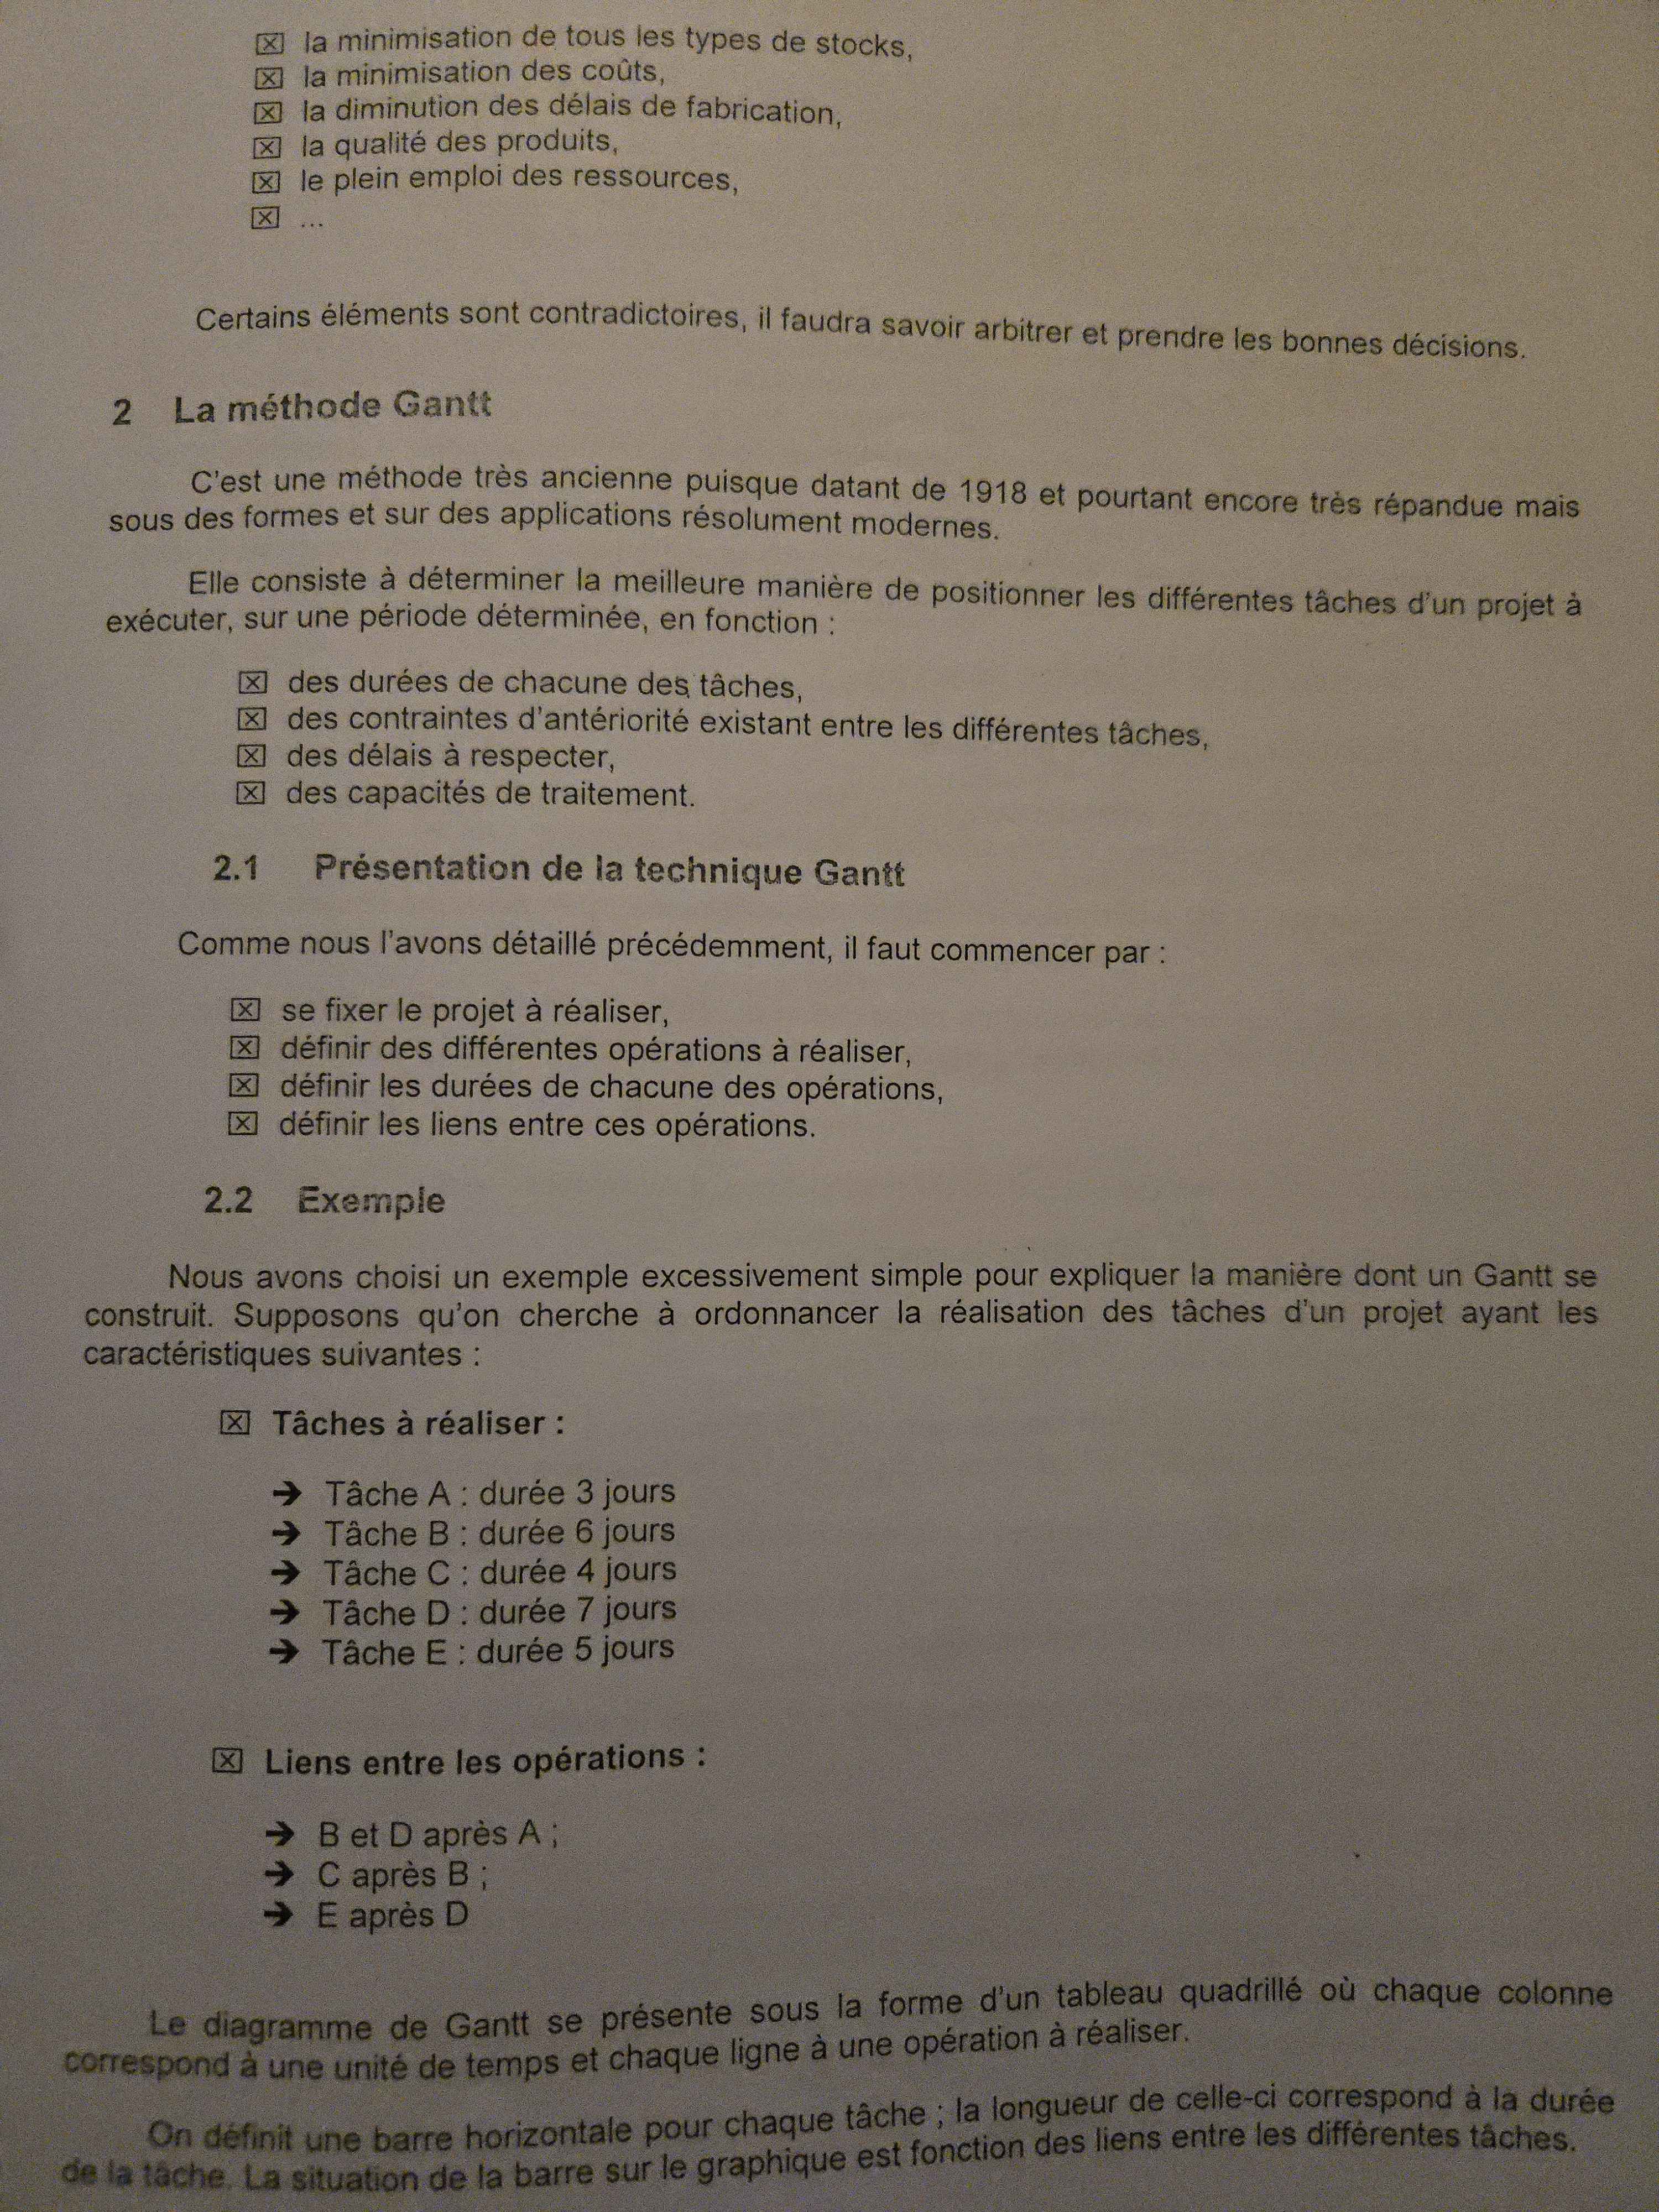 ☒ la minimisation de tous les types de stocks,
☒ la minimisation des coûts,
☒ la diminution des délais de fabrication,
☒ la qualité des produits,
☒ le plein emploi des ressources,
☒ ...
Certains éléments sont contradictoires, il faudra savoir arbitrer et prendre les bonnes décisions.
2 La méthode Gantt
C'est une méthode très ancienne puisque datant de 1918 et pourtant encore très répandue mais
sous des formes et sur des applications résolument modernes.
Elle consiste à déterminer la meilleure manière de positionner les différentes tâches d'un projet à
exécuter, sur une période déterminée, en fonction :
☒ des durées de chacune des tâches,
☒ des contraintes d'antériorité existant entre les différentes tâches,
☒ des délais à respecter,
☒ des capacités de traitement.
2.1 Présentation de la technique Gantt
Comme nous l'avons détaillé précédemment, il faut commencer par :
☒ se fixer le projet à réaliser,
☒ définir des différentes opérations à réaliser,
☒ définir les durées de chacune des opérations,
☒ définir les liens entre ces opérations.
2.2 Exemple
Nous avons choisi un exemple excessivement simple pour expliquer la manière dont un Gantt se
construit. Supposons qu'on cherche à ordonnancer la réalisation des tâches d'un projet ayant les
caractéristiques suivantes :
☒ Tâches à réaliser :
➔ Tâche A : durée 3 jours
➔ Tâche B : durée 6 jours
➔ Tâche C : durée 4 jours
➔ Tâche D : durée 7 jours
➔ Tâche E : durée 5 jours
☒ Liens entre les opérations :
➔ B et D après A ;
➔ C après B ;
➔ E après D
Le diagramme de Gantt se présente sous la forme d'un tableau quadrillé où chaque colonne
correspond à une unité de temps et chaque ligne à une opération à réaliser.
On définit une barre horizontale pour chaque tâche ; la longueur de celle-ci correspond à la durée
de la tâche. La situation de la barre sur le graphique est fonction des liens entre les différentes tâches.